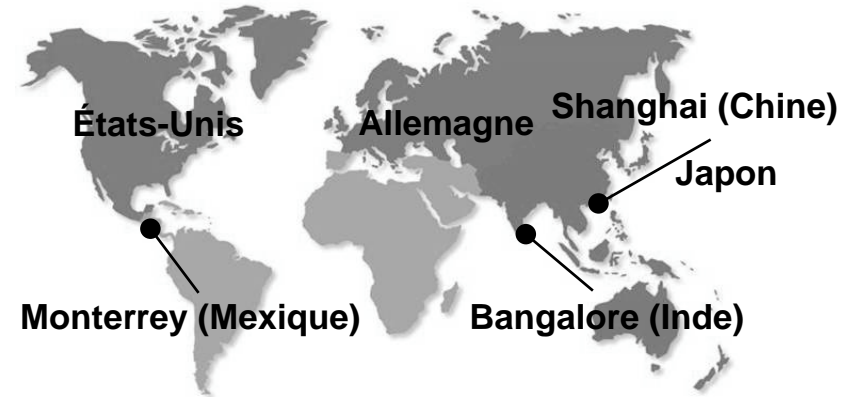 États-Unis
Allemagne
Shanghai (Chine)
Japon
Monterrey (Mexique)
Bangalore (Inde)